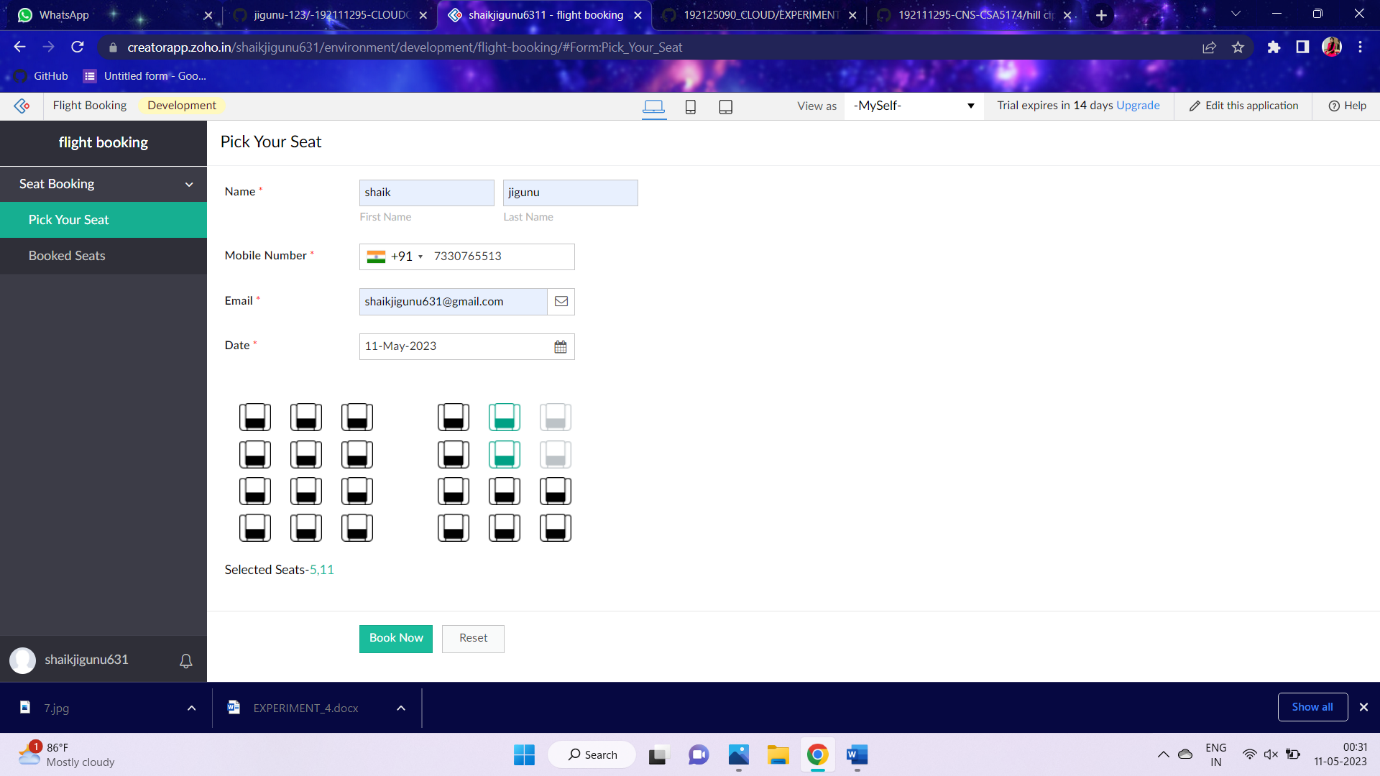 WhatsApp
jigunu-123/-192111295-CLOUDC
shaikjigunu6311 - flight booking
192125090_CLOUD/EXPERIMENT
192111295-CNS-CSA5174/hill cip
creatorapp.zoho.in/shaikjigunu631/environment/development/flight-booking/#Form:Pick_Your_Seat
GitHub
Untitled form - Goo...
Flight Booking
Development
View as
-MySelf-
Trial expires in 14 days Upgrade
Edit this application
Help
flight booking
Seat Booking
Pick Your Seat
Booked Seats
shaikjigunu631
Pick Your Seat
Name *
shaik
jigunu
First Name
Last Name
Mobile Number *
+91
7330765513
Email *
shaikjigunu631@gmail.com
Date *
11-May-2023
Selected Seats-5,11
Book Now
Reset
7.jpg
EXPERIMENT_4.docx
Show all
1
86°F
Mostly cloudy
Search
ENG
IN
00:31
11-05-2023